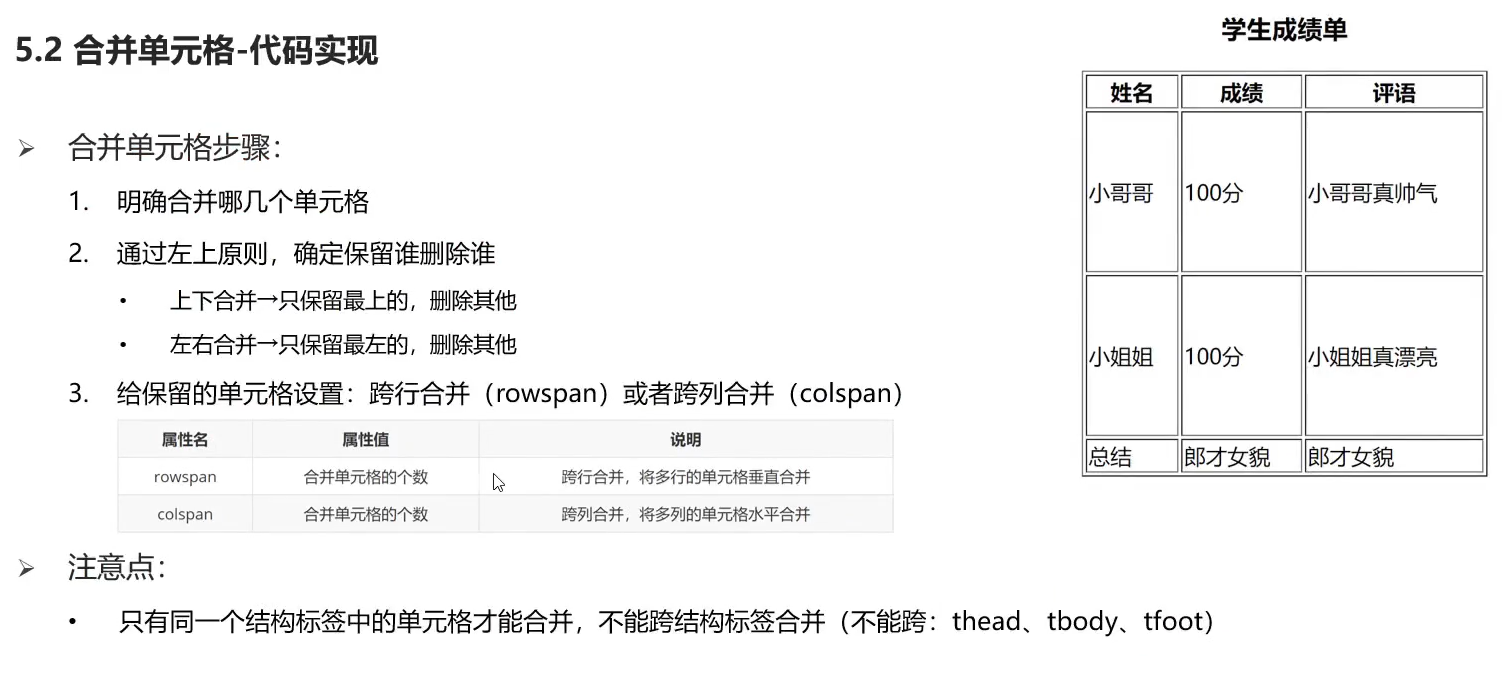 5.2 合并单元格-代码实现
合并单元格步骤：
1. 明确合并哪几个单元格
2. 通过左上原则，确定保留谁删除谁
• 上下合并→只保留最上的，删除其他
• 左右合并→只保留最左的，删除其他
3. 给保留的单元格设置：跨行合并（rowspan）或者跨列合并（colspan）
属性名 属性值 说明
rowspan 合并单元格的个数 跨行合并，将多行的单元格垂直合并
colspan 合并单元格的个数 跨列合并，将多列的单元格水平合并
注意点：
• 只有同一个结构标签中的单元格才能合并，不能跨结构标签合并（不能跨：thead、tbody、tfoot）
学生成绩单
姓名 成绩 评语
小哥哥 100分 小哥哥真帅气
小姐姐 100分 小姐姐真漂亮
总结 郎才女貌 郎才女貌